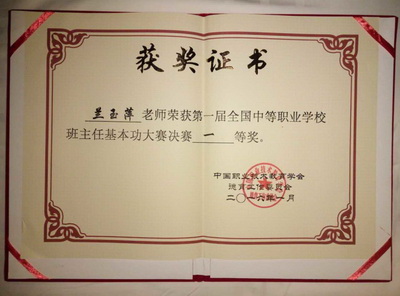 获奖证书
兰玉萍 老师荣获第一届全国中等职业学校
班主任基本功大赛决赛 一 等奖。
中国职业技术教育学会
德育工作委员会
二〇一六年一月